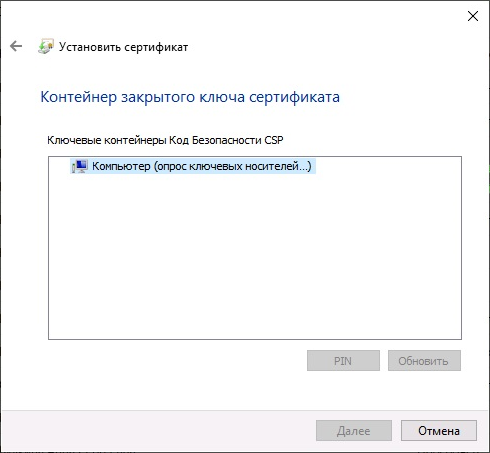 Установить сертификат
Контейнер закрытого ключа сертификата
Ключевые контейнеры Код Безопасности CSP
Компьютер (опрос ключевых носителей...)
PIN
Обновить
Далее
Отмена